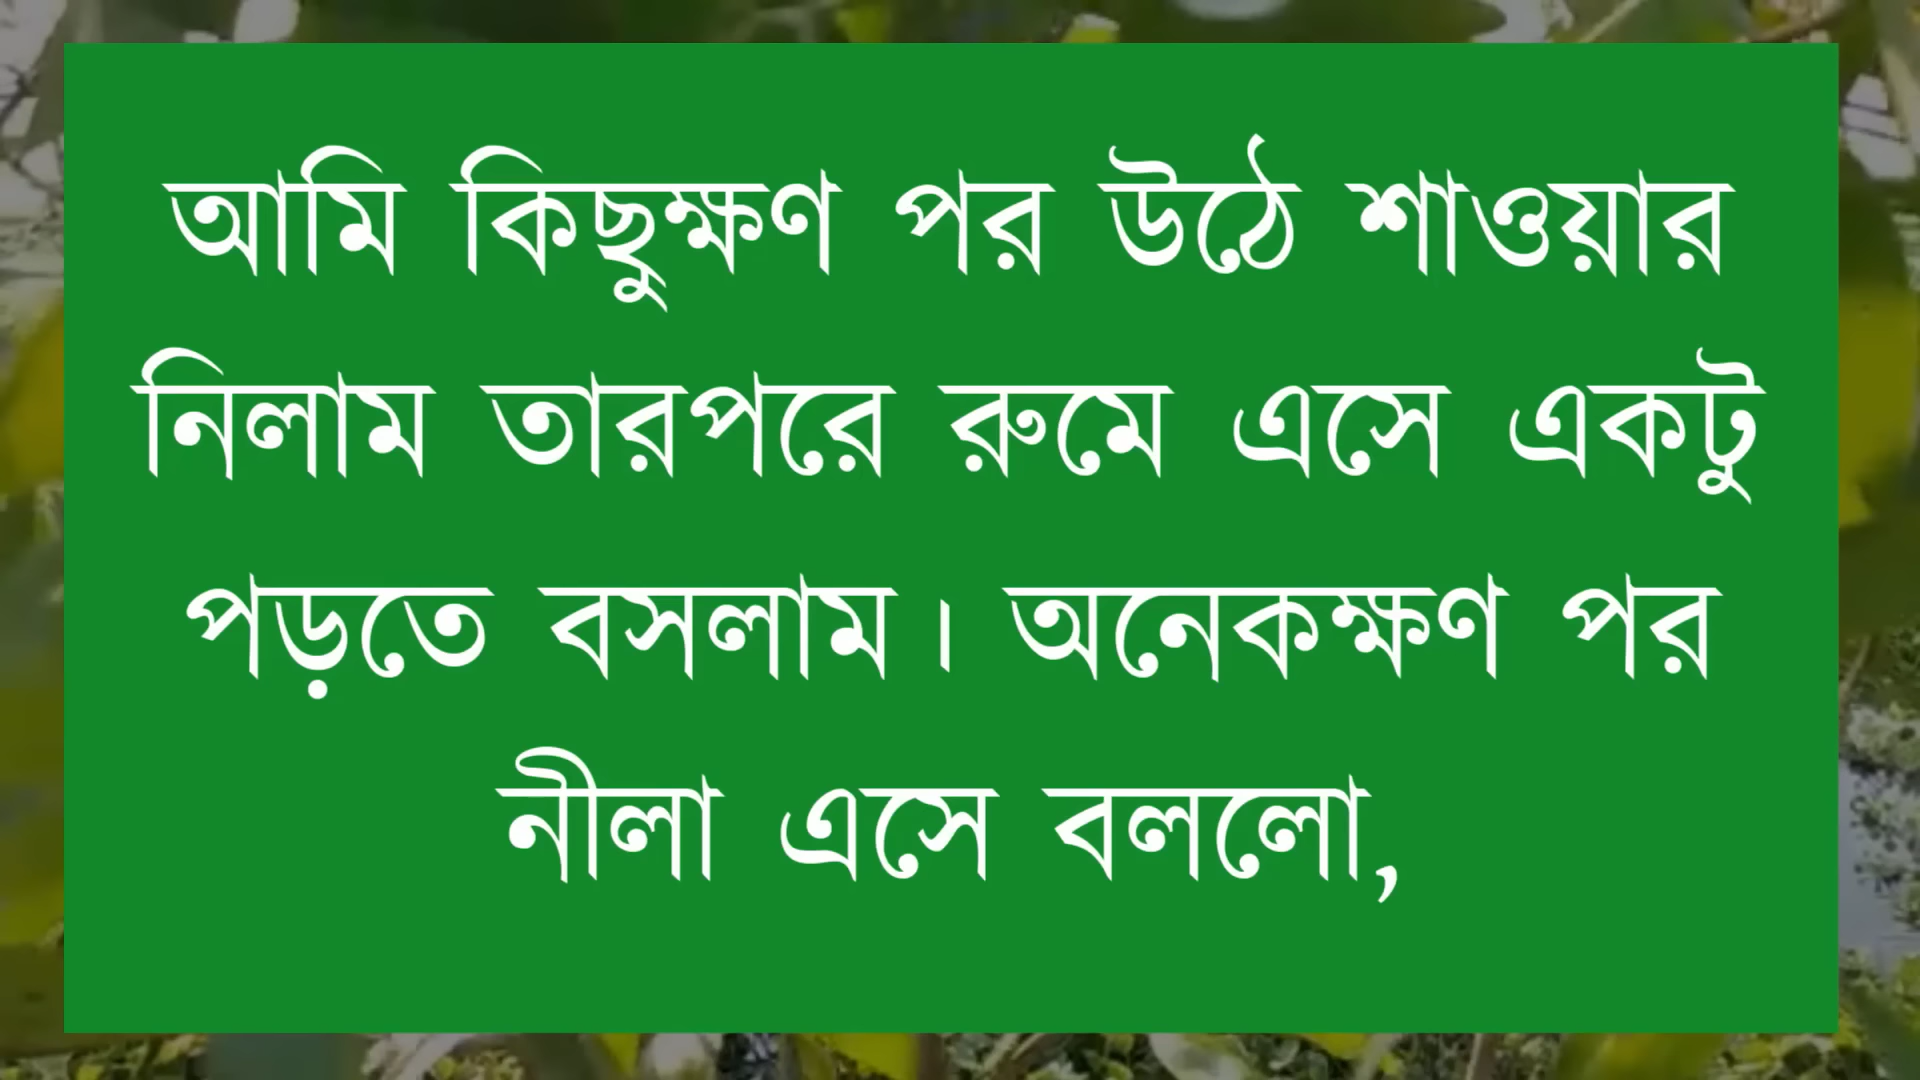 আমি কিছুক্ষণ পর উঠে শাওয়ার
নিলাম তারপরে রুমে এসে একটু
পড়তে বসলাম। অনেকক্ষণ পর
নীলা এসে বললো,